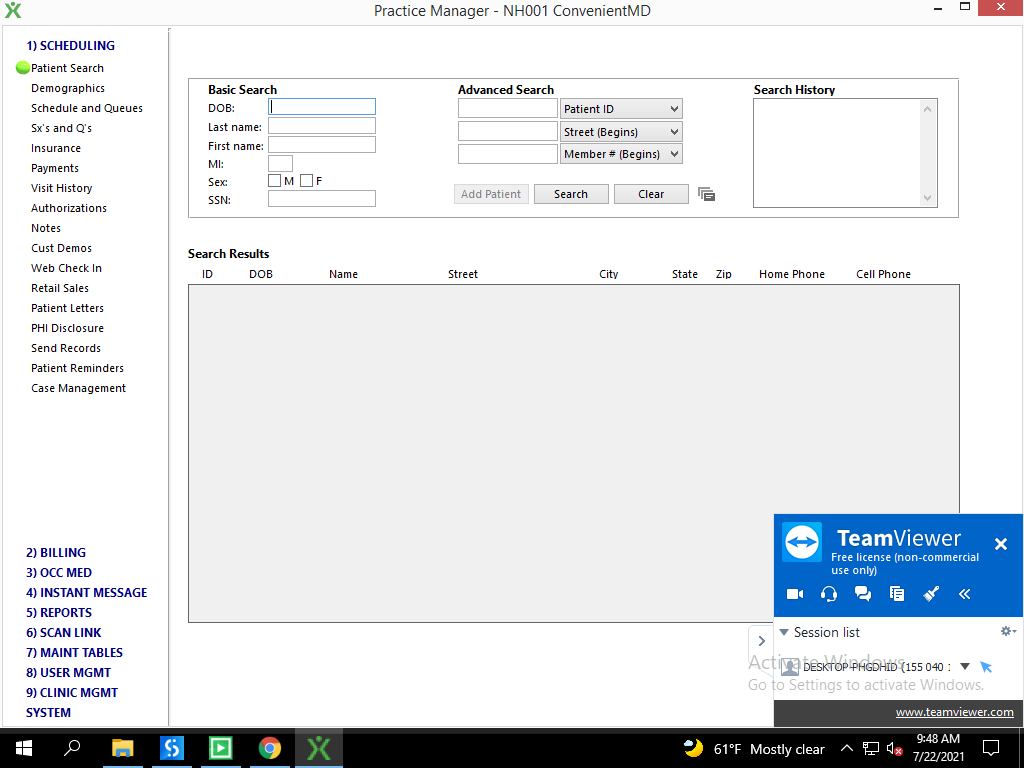 Practice Manager - NH001 ConvenientMD
1) SCHEDULING
Patient Search
Demographics
Schedule and Queues
Sx's and Q's
Insurance
Payments
Visit History
Authorizations
Notes
Cust Demos
Web Check In
Retail Sales
Patient Letters
PHI Disclosure
Send Records
Patient Reminders
Case Management
2) BILLING
3) OCC MED
4) INSTANT MESSAGE
5) REPORTS
6) SCAN LINK
7) MAINT TABLES
8) USER MGMT
9) CLINIC MGMT
SYSTEM
Basic Search
DOB:
Last name:
First name:
MI:
Sex: M F
SSN:
Advanced Search
Patient ID
Street (Begins)
Member # (Begins)
Add Patient Search Clear
Search History
Search Results
ID DOB Name Street City State Zip Home Phone Cell Phone
TeamViewer
Free license (non-commercial
use only)
Session list
DESKTOP-PHGDHID (155 040 :
Activate Windows
Go to Settings to activate Windows.
www.teamviewer.com
61°F Mostly clear
9:48 AM
7/22/2021